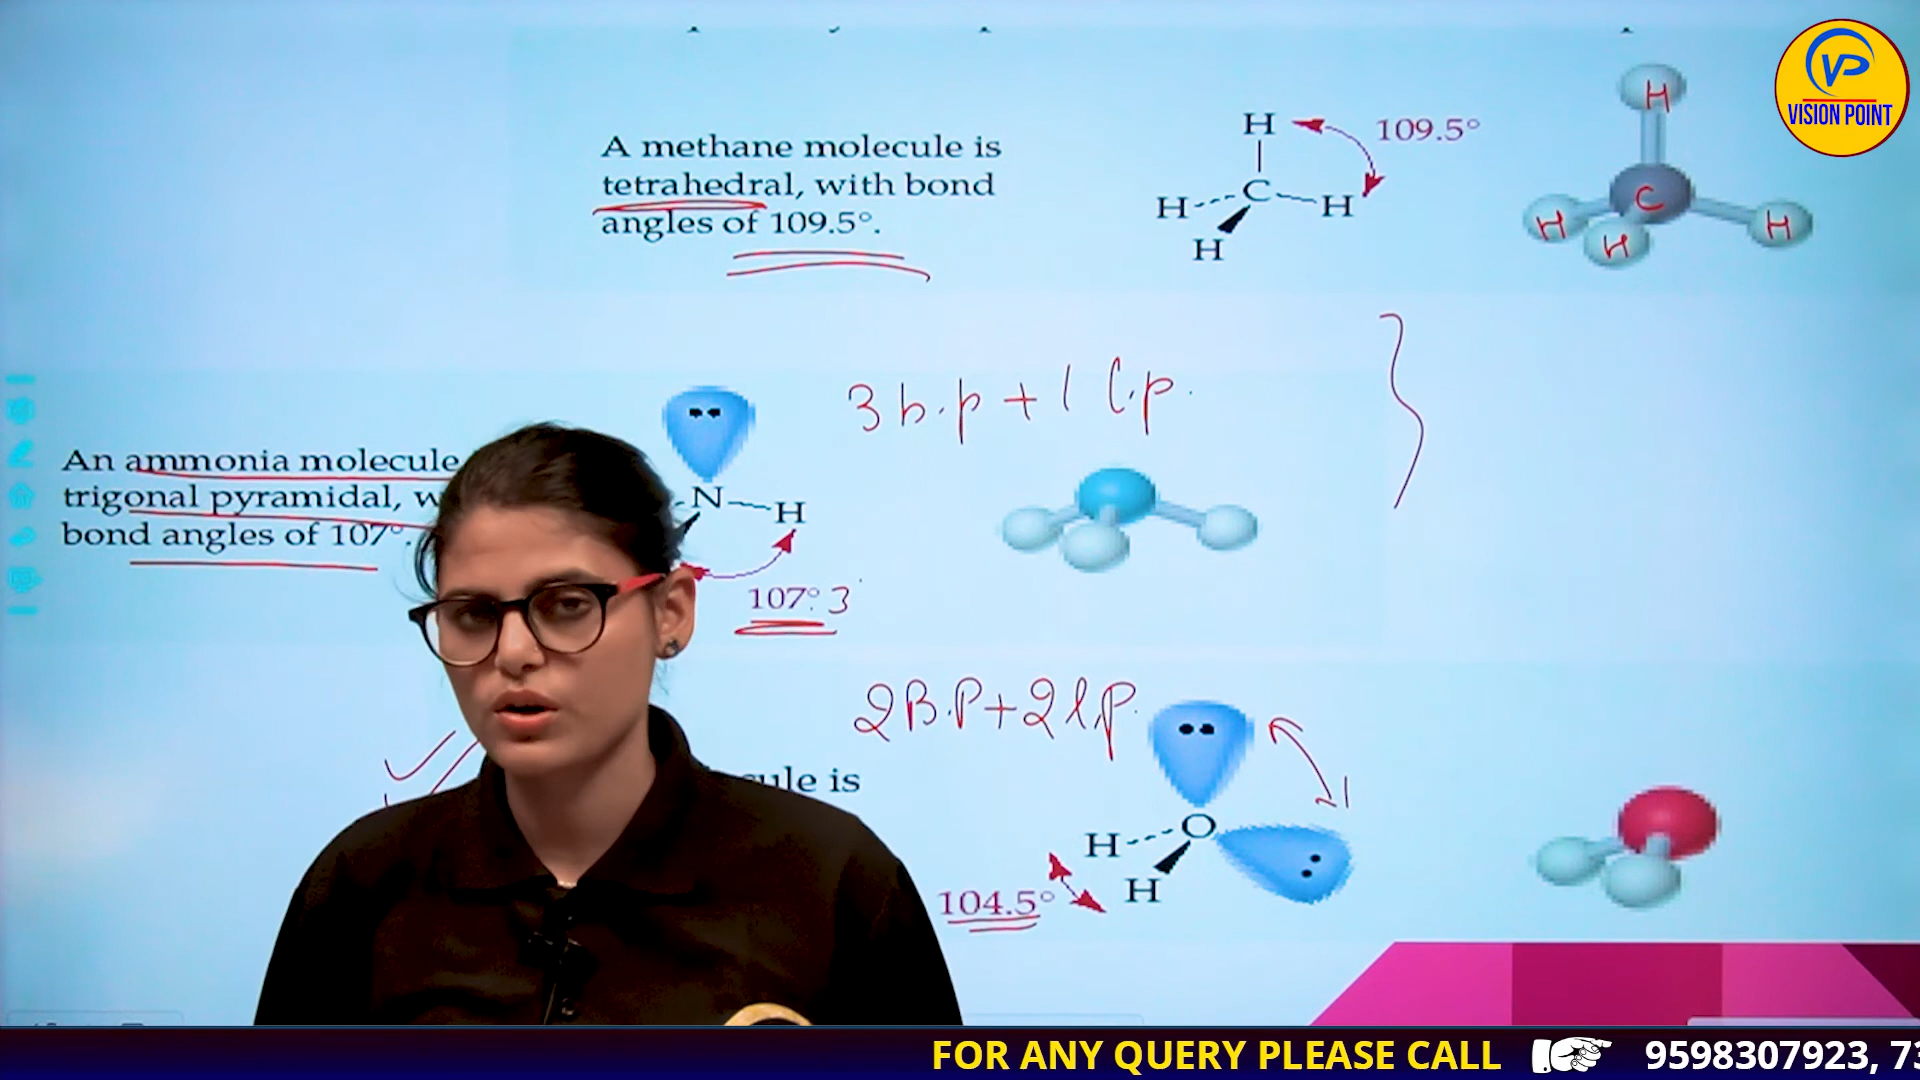 VP
VISION POINT
A methane molecule is
tetrahedral, with bond
angles of 109.5°.
H
109.5°
H C H
H
H
C
H H H
3 b.p + 1 l.p.
An ammonia molecule
trigonal pyramidal,
bond angles of 107°.
N H
107°.3
2B.P+2l.p.
is
O
H
H
104.5°
FOR ANY QUERY PLEASE CALL 9598307923,